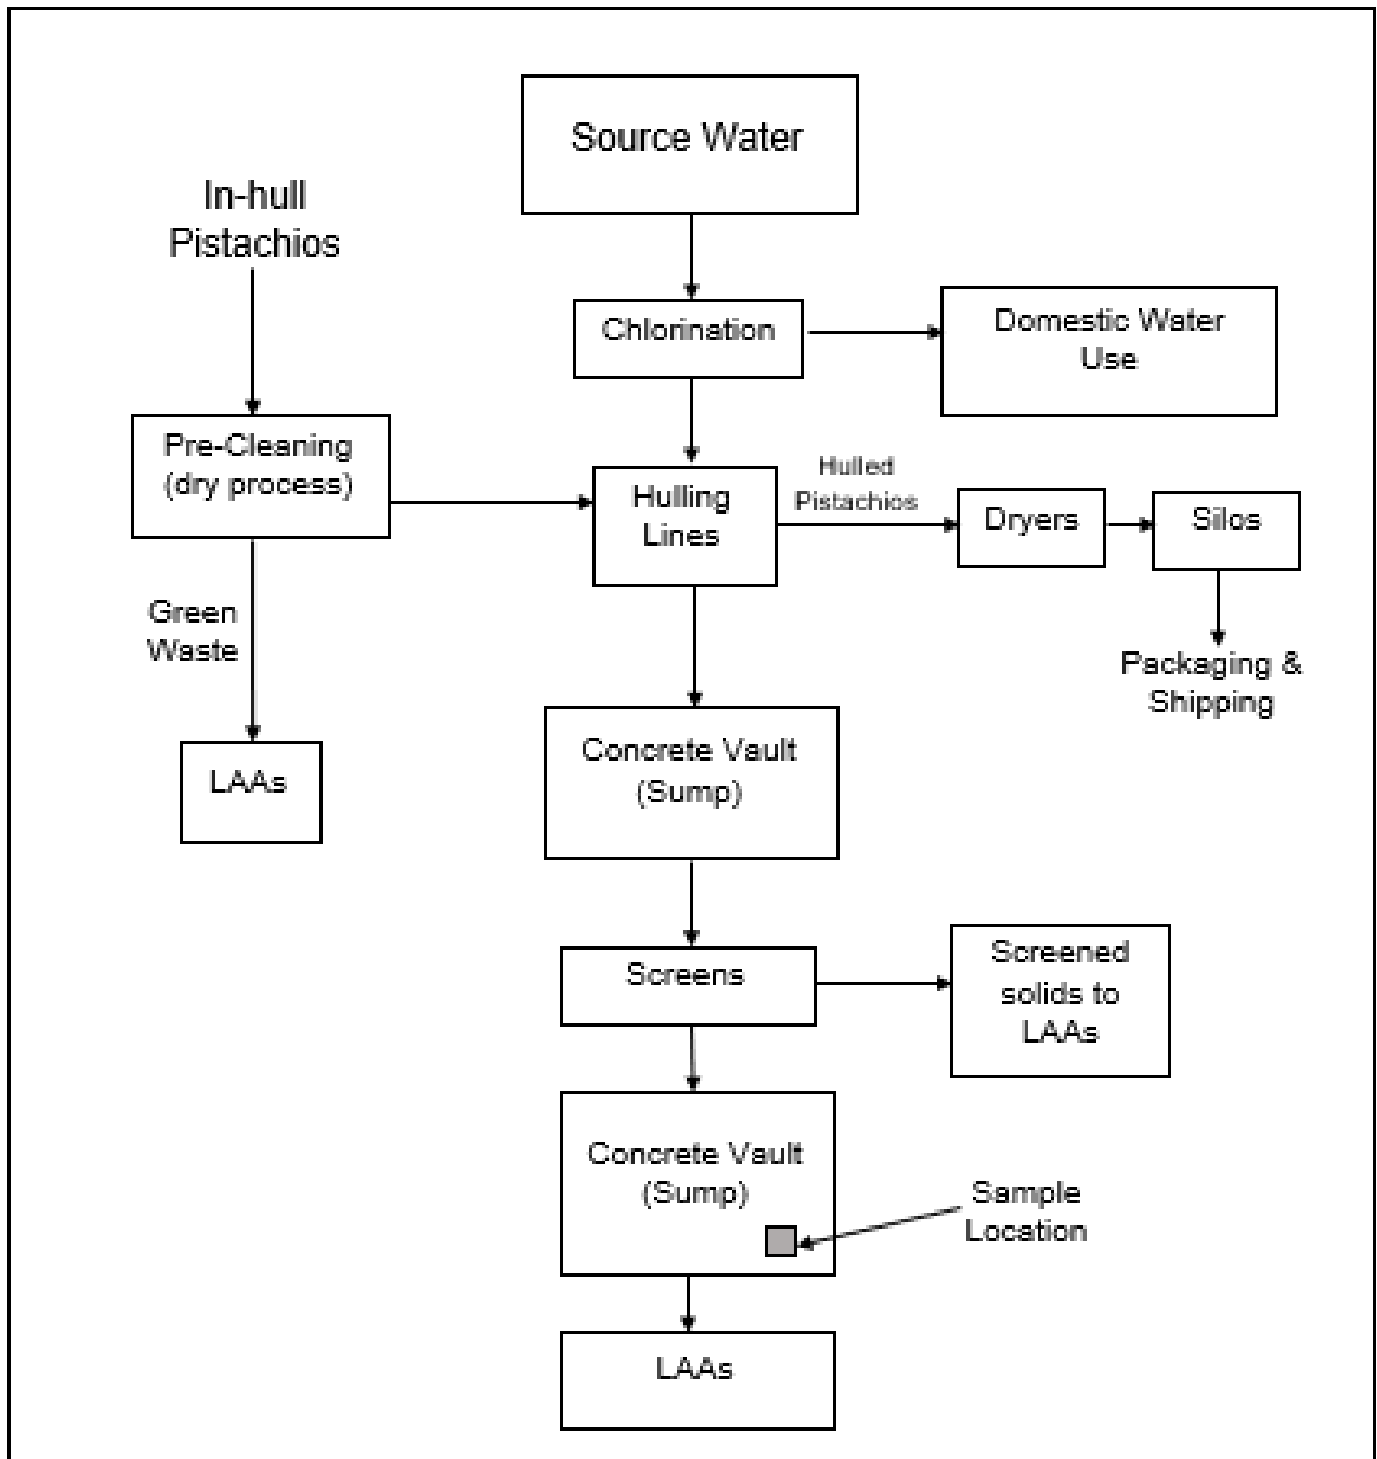 Source Water
In-hull
Pistachios
Chlorination
Domestic Water
Use
Pre-Cleaning
(dry process)
Hulling
Lines
Hulled
Pistachios
Dryers
Silos
Green
Waste
Packaging &
Shipping
LAAs
Concrete Vault
(Sump)
Screens
Screened
solids to
LAAs
Concrete Vault
(Sump)
Sample
Location
LAAs